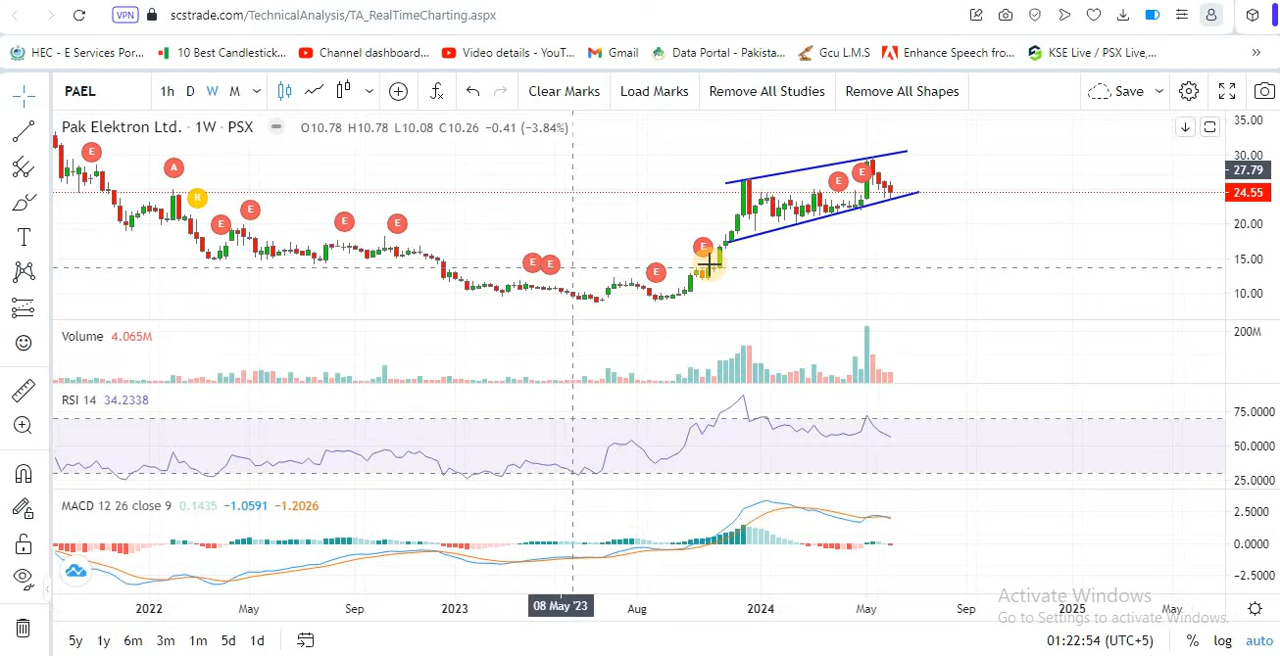 VPN scstrade.com/TechnicalAnalysis/TA_RealTimeCharting.aspx
HEC - E Services Por... 10 Best Candlestick... Channel dashboard... Video details - YouT... Gmail Data Portal - Pakista... Gcu L.M.S Enhance Speech fro... KSE Live / PSX Live,... »
PAEL 1h D W M Clear Marks Load Marks Remove All Studies Remove All Shapes Save
Pak Elektron Ltd. · 1W · PSX O10.78 H10.78 L10.08 C10.26 −0.41 (−3.84%)
35.00
30.00
27.79
24.55
20.00
15.00
10.00
E A R E E E E E E E E E E
Volume 4.065M
200M
RSI 14 34.2338
75.0000
50.0000
25.0000
MACD 12 26 close 9 0.1435 −1.0591 −1.2026
2.5000
0.0000
−2.5000
2022 May Sep 2023 08 May '23 Aug 2024 May Sep 2025 May
Activate Windows
Go to Settings to activate Windows.
5y 1y 6m 3m 1m 5d 1d 01:22:54 (UTC+5) % log auto